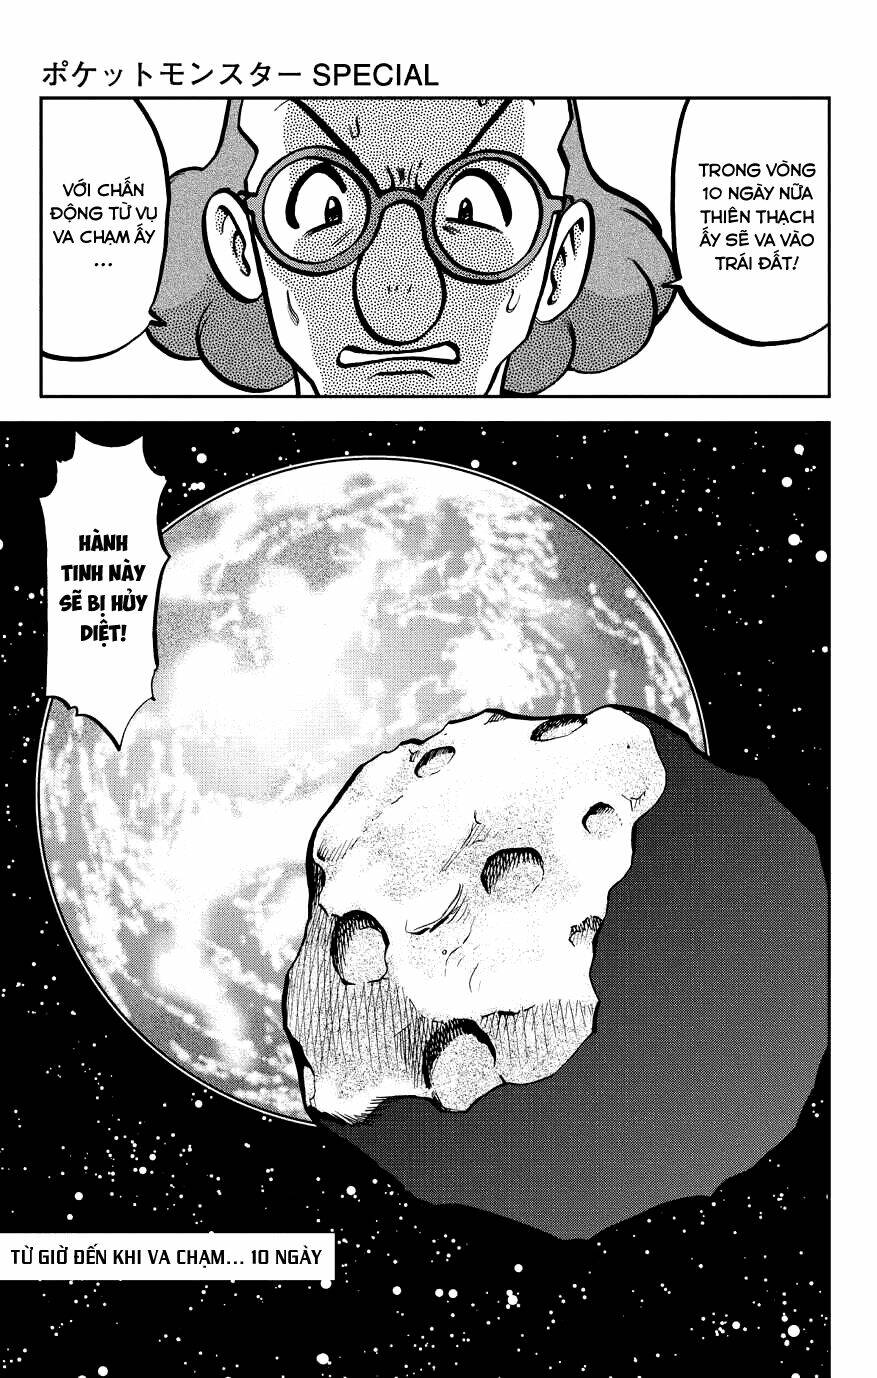 ポケットモンスター SPECIAL
TRONG VÒNG
10 NGÀY NỮA
THIÊN THẠCH
ẤY SẼ VA VÀO
TRÁI ĐẤT!
VỚI CHẤN
ĐỘNG TỪ VỤ
VA CHẠM ẤY
...
HÀNH
TINH NÀY
SẼ BỊ HỦY
DIỆT!
TỪ GIỜ ĐẾN KHI VA CHẠM... 10 NGÀY